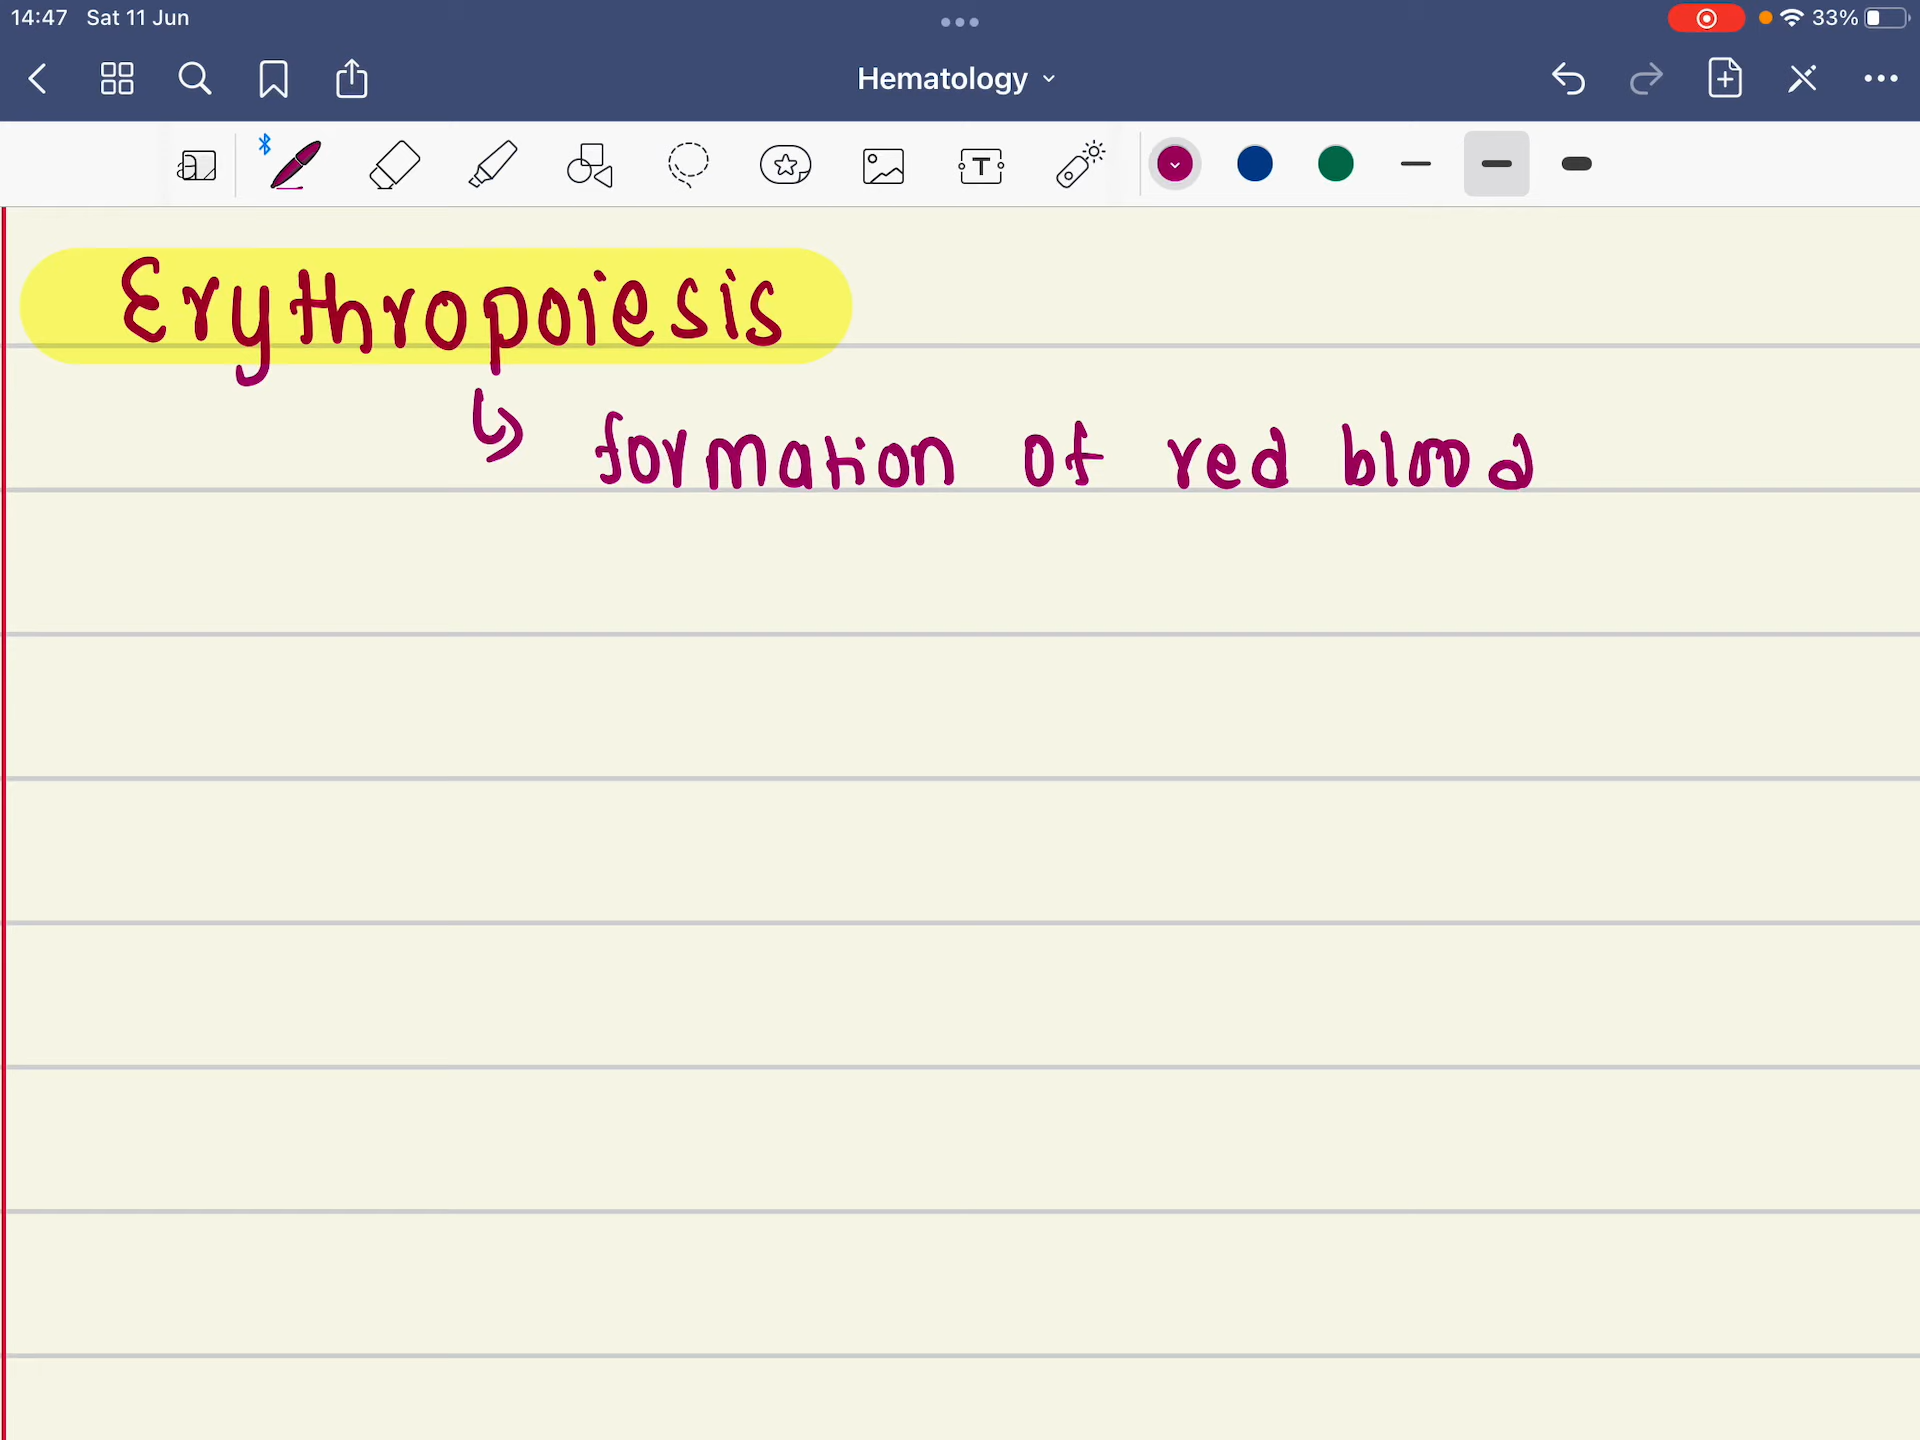 14:47 Sat 11 Jun 33%
Hematology
T
Erythropoiesis
formation of red blood